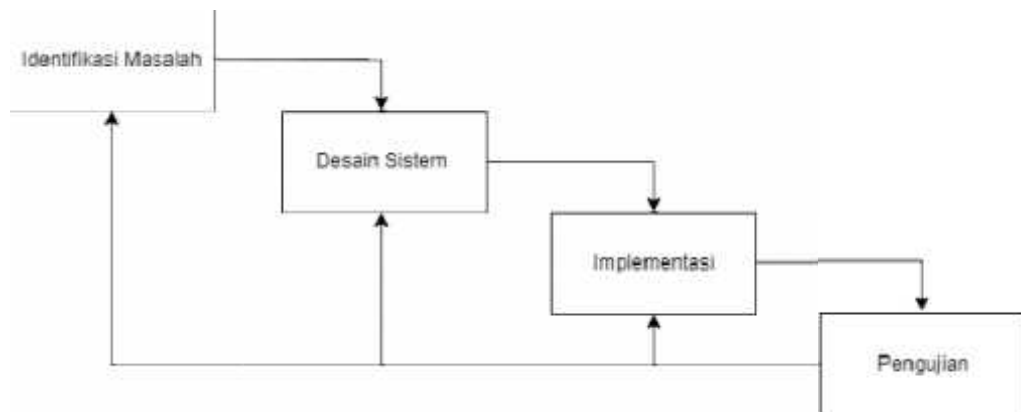 Identifikasi Masalah
Desain Sistem
Implementasi
Pengujian